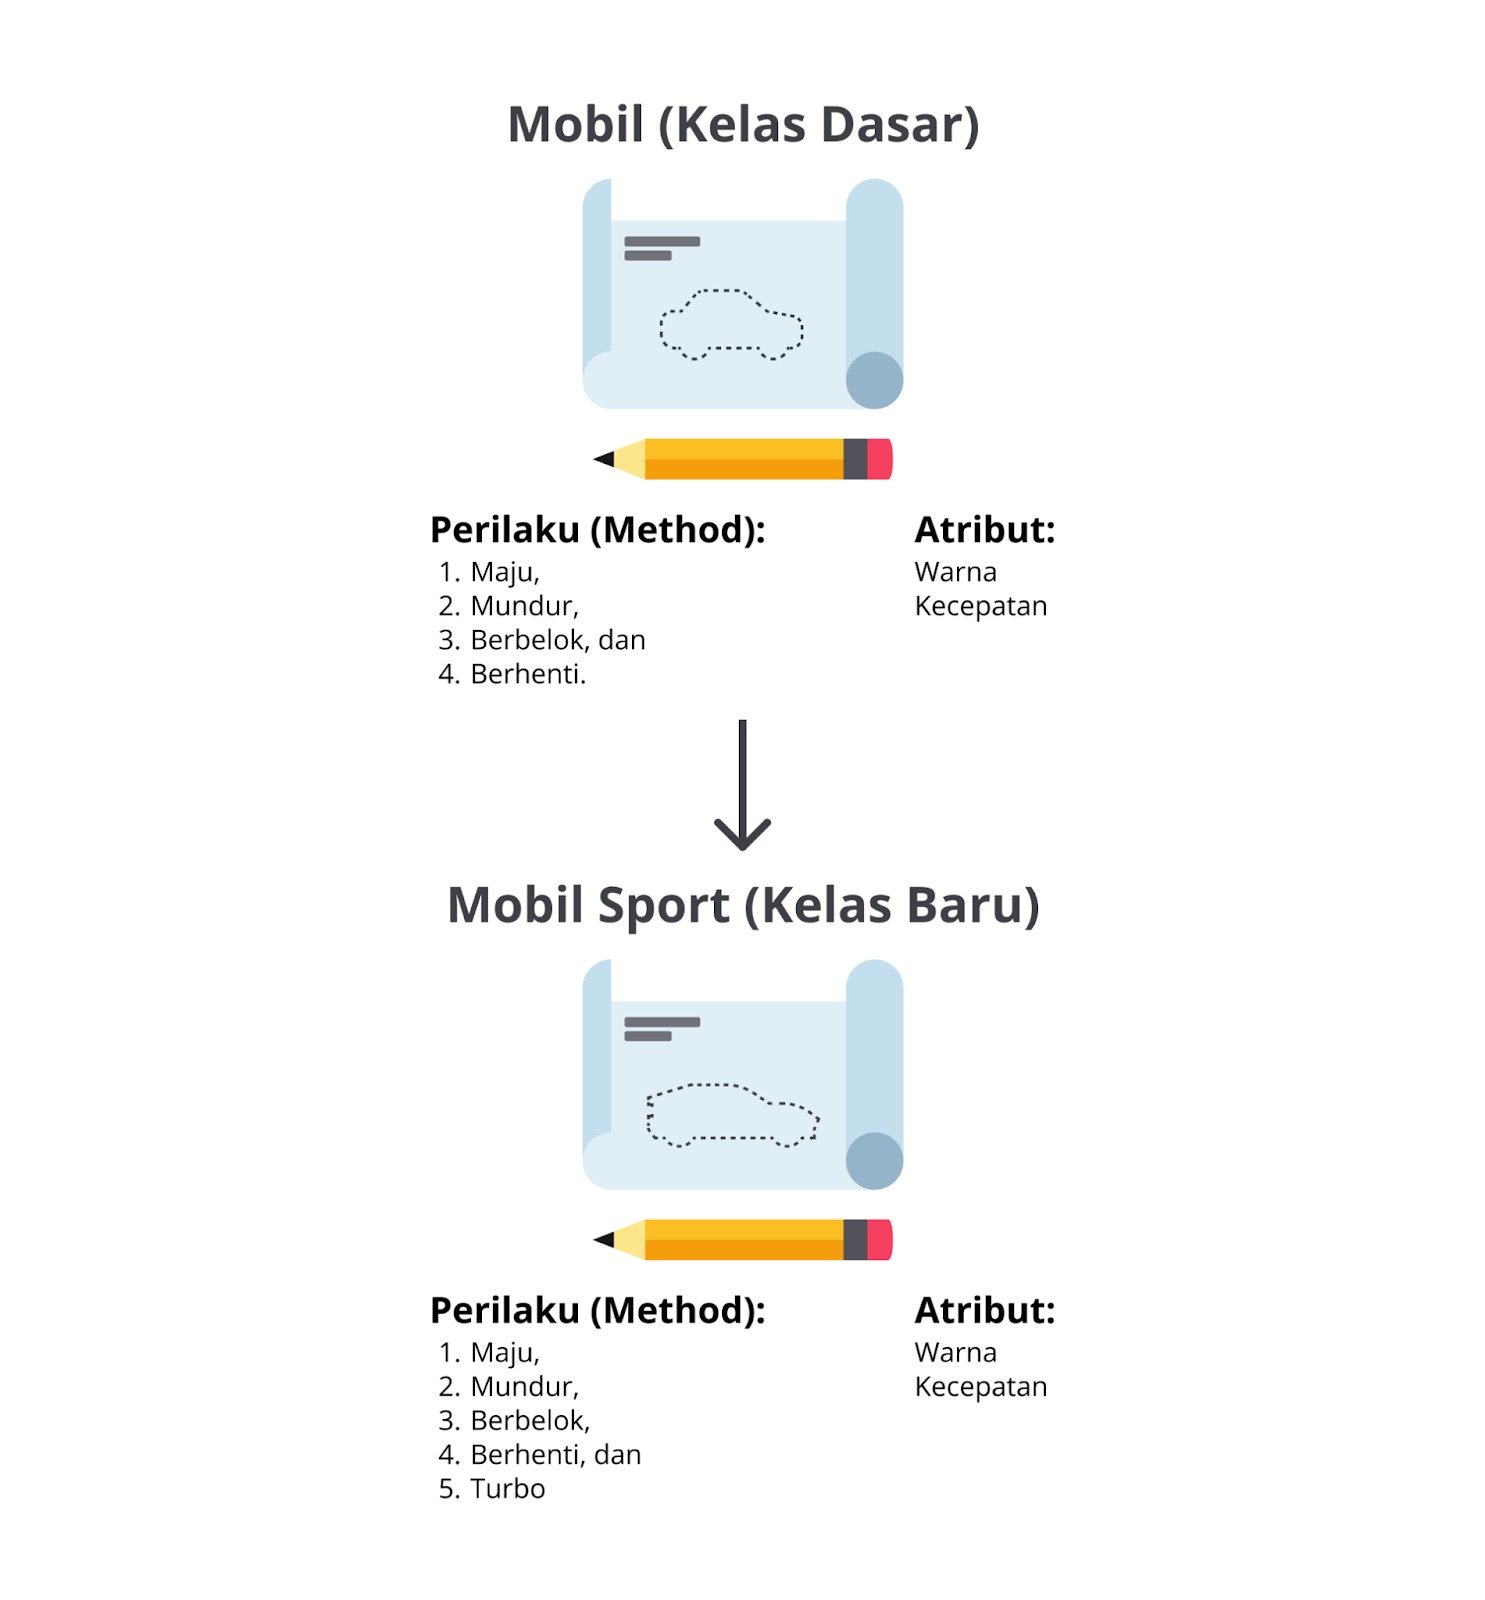 Mobil (Kelas Dasar)
Perilaku (Method):
1. Maju,
2. Mundur,
3. Berbelok, dan
4. Berhenti.
Atribut:
Warna
Kecepatan
Mobil Sport (Kelas Baru)
Perilaku (Method):
1. Maju,
2. Mundur,
3. Berbelok,
4. Berhenti, dan
5. Turbo
Atribut:
Warna
Kecepatan